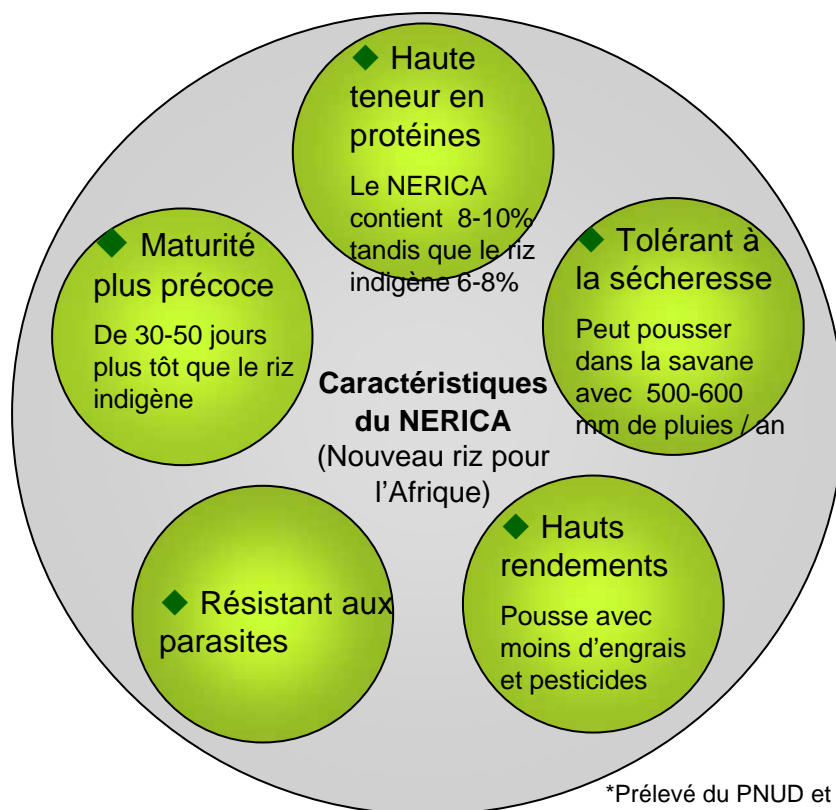 ◆ Haute
teneur en
protéines
Le NERICA
contient 8-10%
tandis que le riz
indigène 6-8%
◆ Maturité
plus précoce
De 30-50 jours
plus tôt que le riz
indigène
◆ Tolérant à
la sécheresse
Peut pousser
dans la savane
avec 500-600
mm de pluies / an
Caractéristiques
du NERICA
(Nouveau riz pour
l’Afrique)
◆ Résistant aux
parasites
◆ Hauts
rendements
Pousse avec
moins d’engrais
et pesticides
*Prélevé du PNUD et